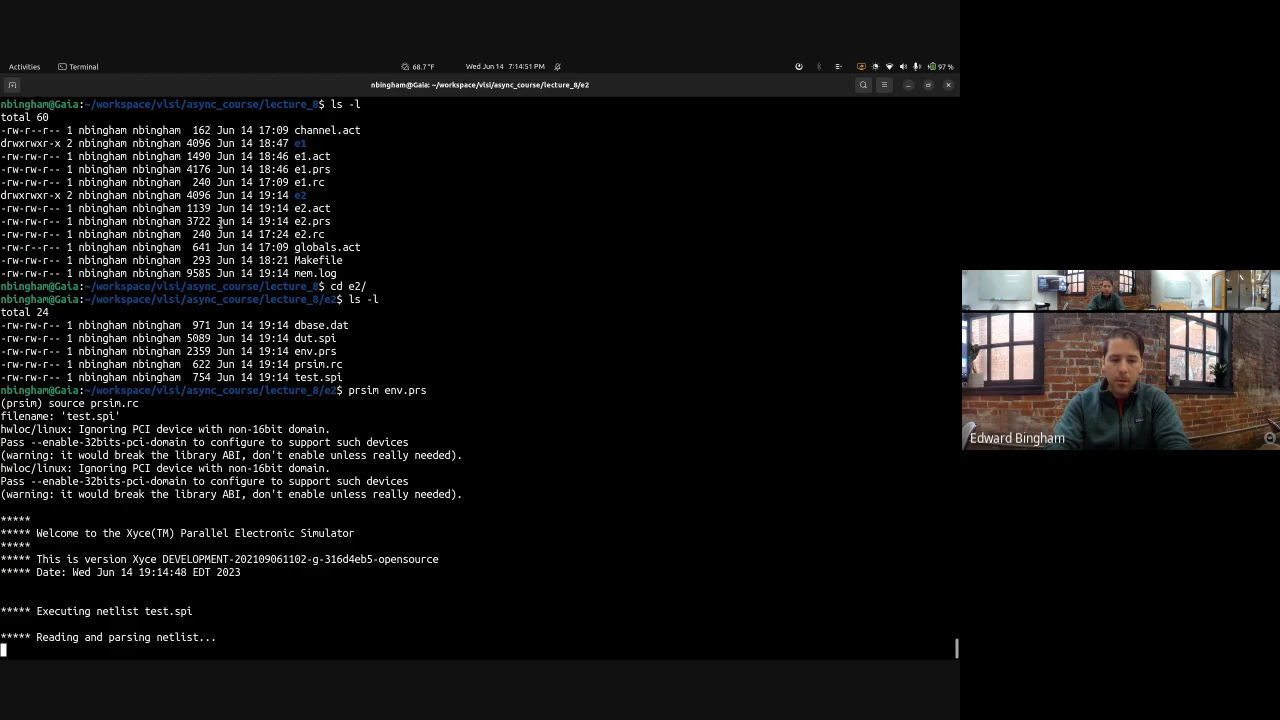 Activities Terminal 68.7 °F Wed Jun 14 7:14:51 PM 97 %
nbingham@Gaia: ~/workspace/vlsi/async_course/lecture_8/e2
nbingham@Gaia:~/workspace/vlsi/async_course/lecture_8$ ls -l
total 60
-rw-r--r-- 1 nbingham nbingham  162 Jun 14 17:09 channel.act
drwxrwxr-x 2 nbingham nbingham 4096 Jun 14 18:47 e1
-rw-rw-r-- 1 nbingham nbingham 1490 Jun 14 18:46 e1.act
-rw-rw-r-- 1 nbingham nbingham 4176 Jun 14 18:46 e1.prs
-rw-rw-r-- 1 nbingham nbingham  240 Jun 14 17:09 e1.rc
drwxrwxr-x 2 nbingham nbingham 4096 Jun 14 19:14 e2
-rw-rw-r-- 1 nbingham nbingham 1139 Jun 14 19:14 e2.act
-rw-rw-r-- 1 nbingham nbingham 3722 Jun 14 19:14 e2.prs
-rw-rw-r-- 1 nbingham nbingham  240 Jun 14 17:24 e2.rc
-rw-r--r-- 1 nbingham nbingham  641 Jun 14 17:09 globals.act
-rw-rw-r-- 1 nbingham nbingham  293 Jun 14 18:21 Makefile
-rw-rw-r-- 1 nbingham nbingham 9585 Jun 14 19:14 mem.log
nbingham@Gaia:~/workspace/vlsi/async_course/lecture_8$ cd e2/
nbingham@Gaia:~/workspace/vlsi/async_course/lecture_8/e2$ ls -l
total 24
-rw-rw-r-- 1 nbingham nbingham  971 Jun 14 19:14 dbase.dat
-rw-rw-r-- 1 nbingham nbingham 5089 Jun 14 19:14 dut.spi
-rw-rw-r-- 1 nbingham nbingham 2359 Jun 14 19:14 env.prs
-rw-rw-r-- 1 nbingham nbingham  622 Jun 14 19:14 prsim.rc
-rw-rw-r-- 1 nbingham nbingham  754 Jun 14 19:14 test.spi
nbingham@Gaia:~/workspace/vlsi/async_course/lecture_8/e2$ prsim env.prs
(prsim) source prsim.rc
filename: 'test.spi'
hwloc/linux: Ignoring PCI device with non-16bit domain.
Pass --enable-32bits-pci-domain to configure to support such devices
(warning: it would break the library ABI, don't enable unless really needed).
hwloc/linux: Ignoring PCI device with non-16bit domain.
Pass --enable-32bits-pci-domain to configure to support such devices
(warning: it would break the library ABI, don't enable unless really needed).
*****
***** Welcome to the Xyce(TM) Parallel Electronic Simulator
*****
***** This is version Xyce DEVELOPMENT-202109061102-g-316d4eb5-opensource
***** Date: Wed Jun 14 19:14:48 EDT 2023
***** Executing netlist test.spi
***** Reading and parsing netlist...
Edward Bingham